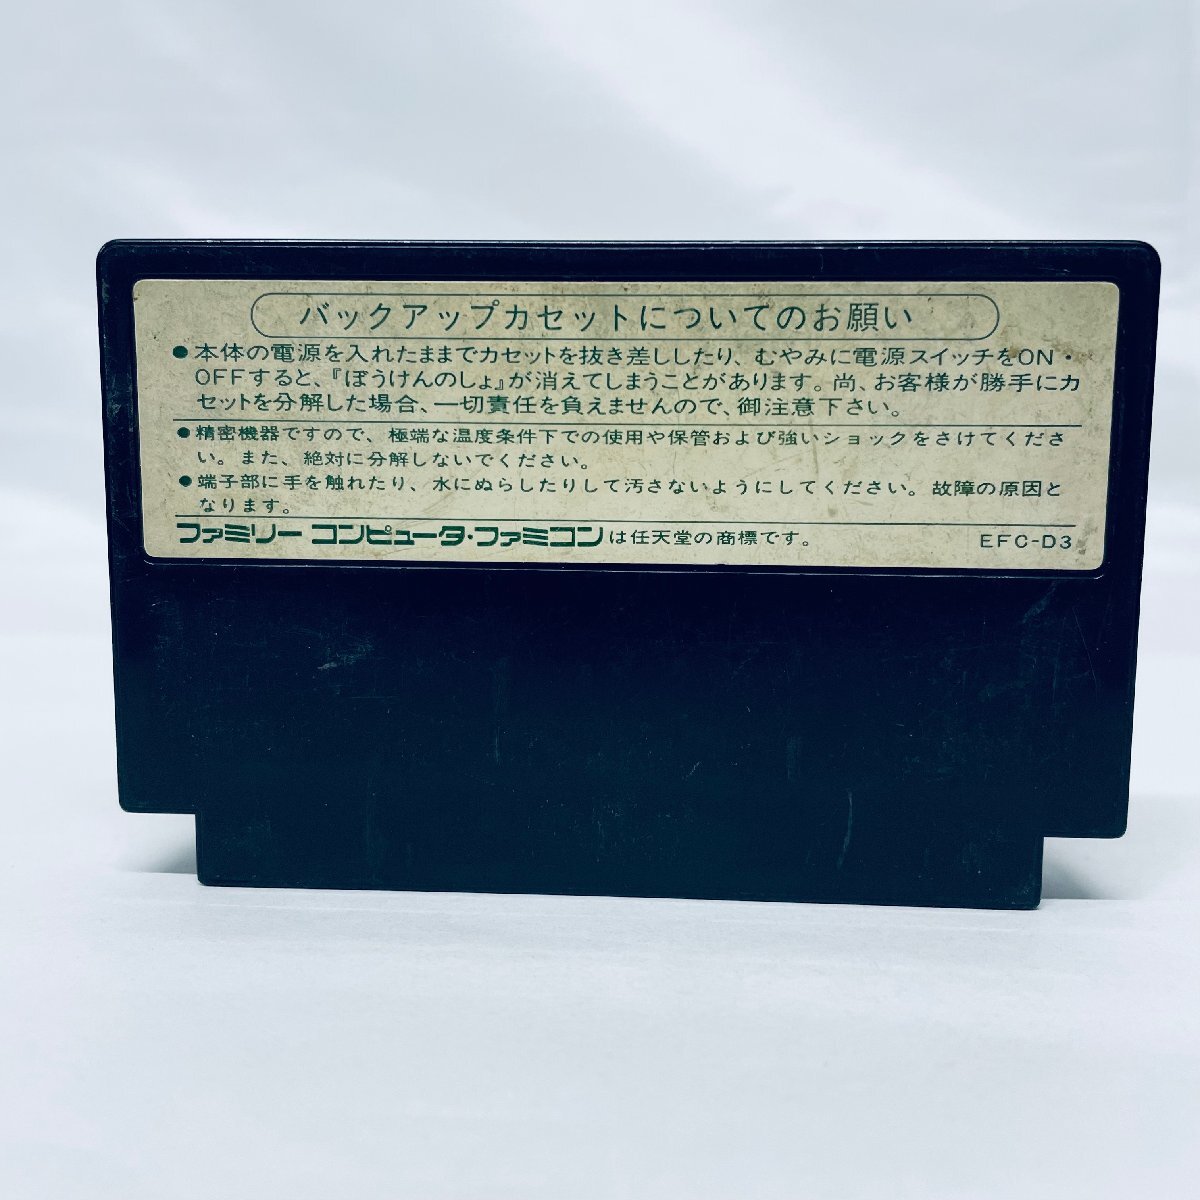 バックアップカセットについてのお願い
●本体の電源を入れたままでカセットを抜き差ししたり、むやみに電源スイッチをON・
OFFすると、『ぼうけんのしょ』が消えてしまうことがあります。尚、お客様が勝手にカ
セットを分解した場合、一切責任を負えませんので、御注意下さい。
●精密機器ですので、極端な温度条件下での使用や保管および強いショックをさけてくださ
い。また、絶対に分解しないでください。
●端子部に手を触れたり、水にぬらしたりして汚さないようにしてください。故障の原因と
なります。
ファミリー コンピュータ・ファミコンは任天堂の商標です。 EFC-D3